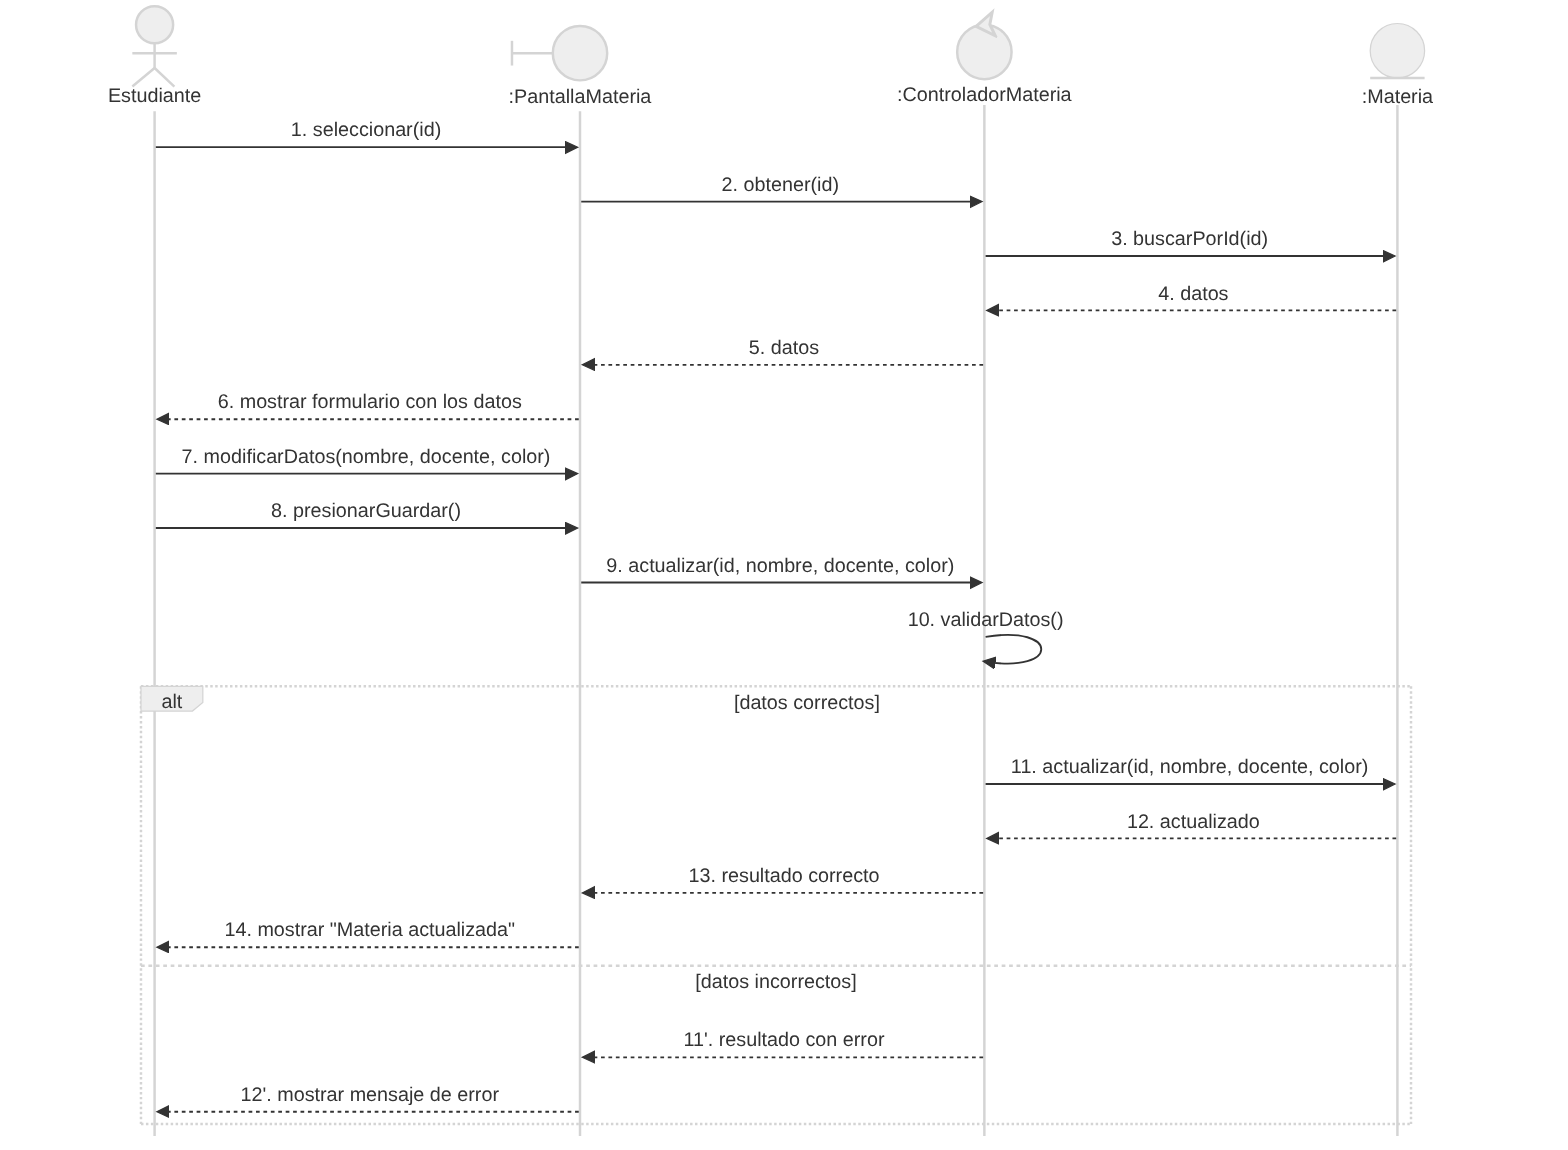 Estudiante
:PantallaMateria
:ControladorMateria
:Materia
1. seleccionar(id)
2. obtener(id)
3. buscarPorId(id)
4. datos
5. datos
6. mostrar formulario con los datos
7. modificarDatos(nombre, docente, color)
8. presionarGuardar()
9. actualizar(id, nombre, docente, color)
10. validarDatos()
alt
[datos correctos]
11. actualizar(id, nombre, docente, color)
12. actualizado
13. resultado correcto
14. mostrar "Materia actualizada"
[datos incorrectos]
11'. resultado con error
12'. mostrar mensaje de error